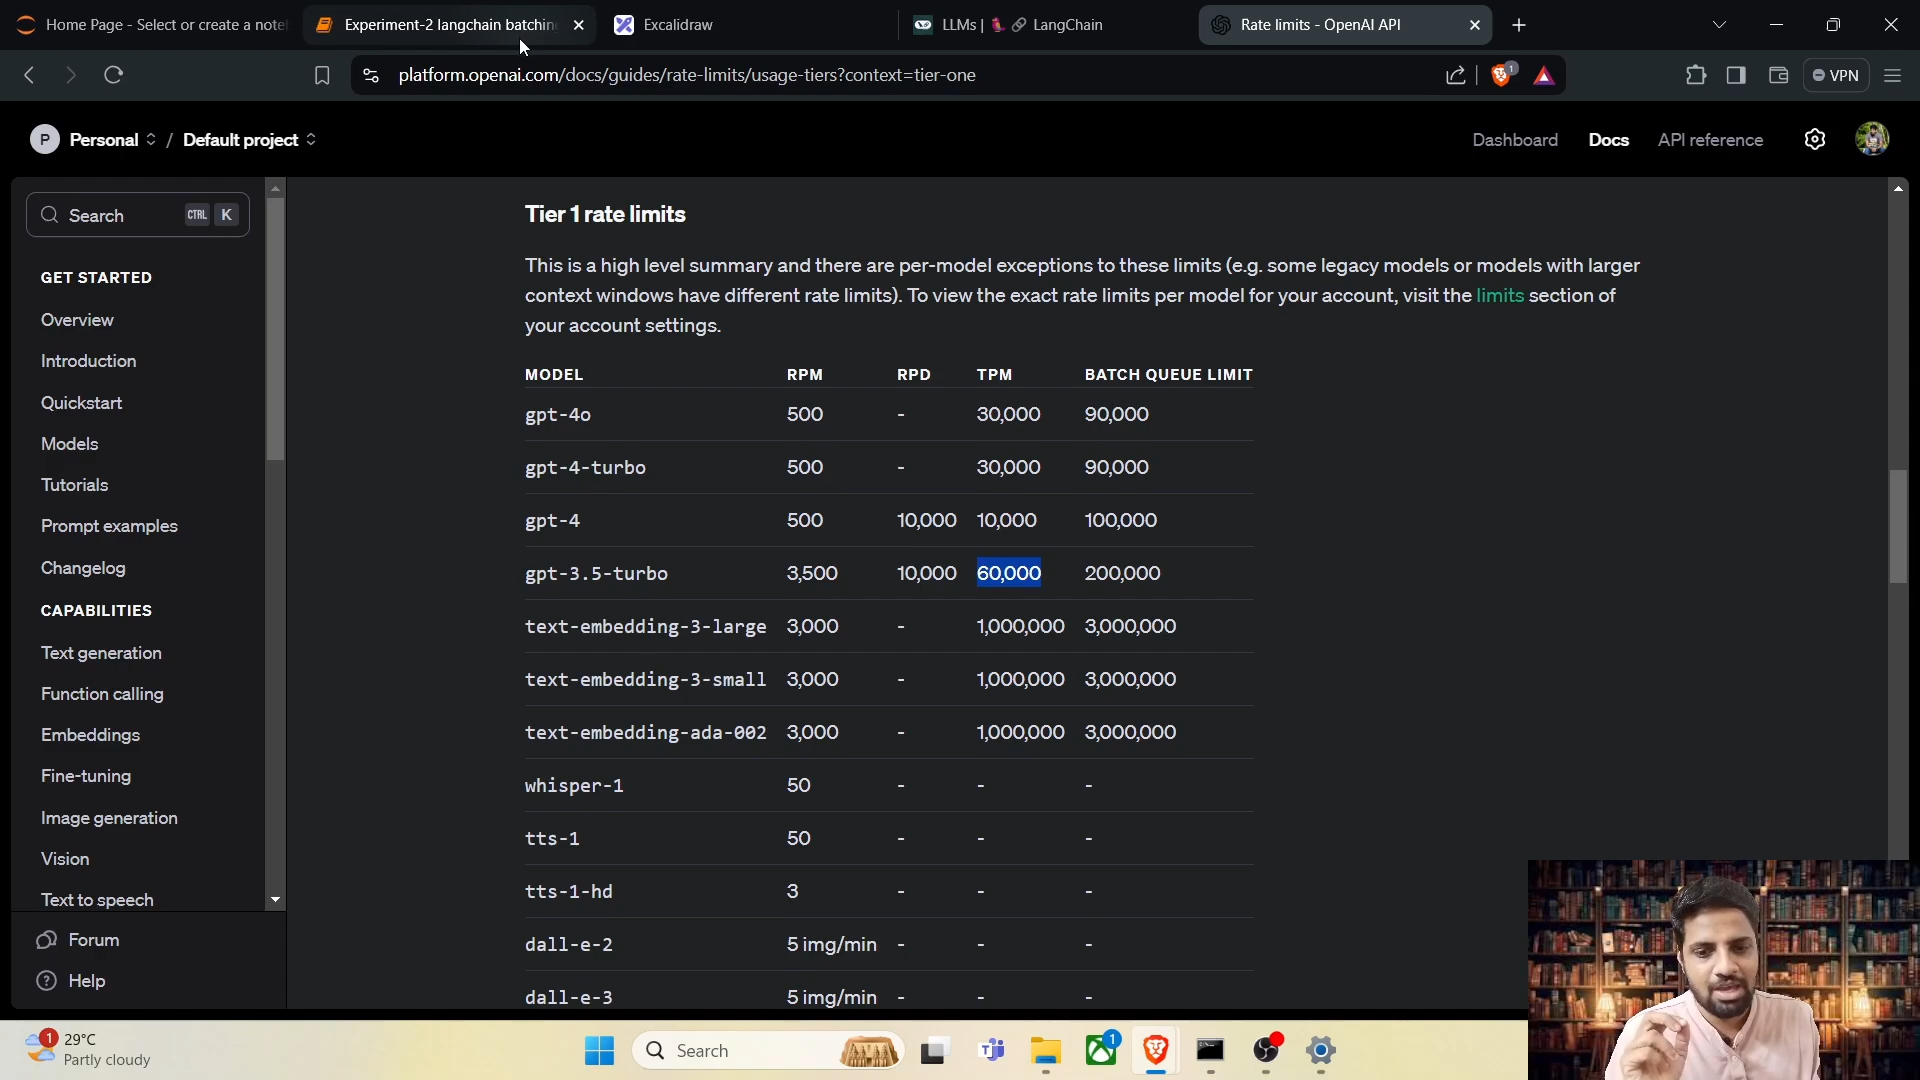 Home Page - Select or create a note
Experiment-2 langchain batchin
Excalidraw
LLMs | 🦜🔗 LangChain
Rate limits - OpenAI API
platform.openai.com/docs/guides/rate-limits/usage-tiers?context=tier-one
1
VPN
P Personal / Default project
Dashboard
Docs
API reference
Search CTRL K
GET STARTED
Overview
Introduction
Quickstart
Models
Tutorials
Prompt examples
Changelog
CAPABILITIES
Text generation
Function calling
Embeddings
Fine-tuning
Image generation
Vision
Text to speech
Forum
Help
Tier 1 rate limits
This is a high level summary and there are per-model exceptions to these limits (e.g. some legacy models or models with larger
context windows have different rate limits). To view the exact rate limits per model for your account, visit the limits section of
your account settings.
MODEL RPM RPD TPM BATCH QUEUE LIMIT
gpt-4o 500 - 30,000 90,000
gpt-4-turbo 500 - 30,000 90,000
gpt-4 500 10,000 10,000 100,000
gpt-3.5-turbo 3,500 10,000 60,000 200,000
text-embedding-3-large 3,000 - 1,000,000 3,000,000
text-embedding-3-small 3,000 - 1,000,000 3,000,000
text-embedding-ada-002 3,000 - 1,000,000 3,000,000
whisper-1 50 - - -
tts-1 50 - - -
tts-1-hd 3 - - -
dall-e-2 5 img/min - - -
dall-e-3 5 img/min - - -
1
29°C
Partly cloudy
Search
1